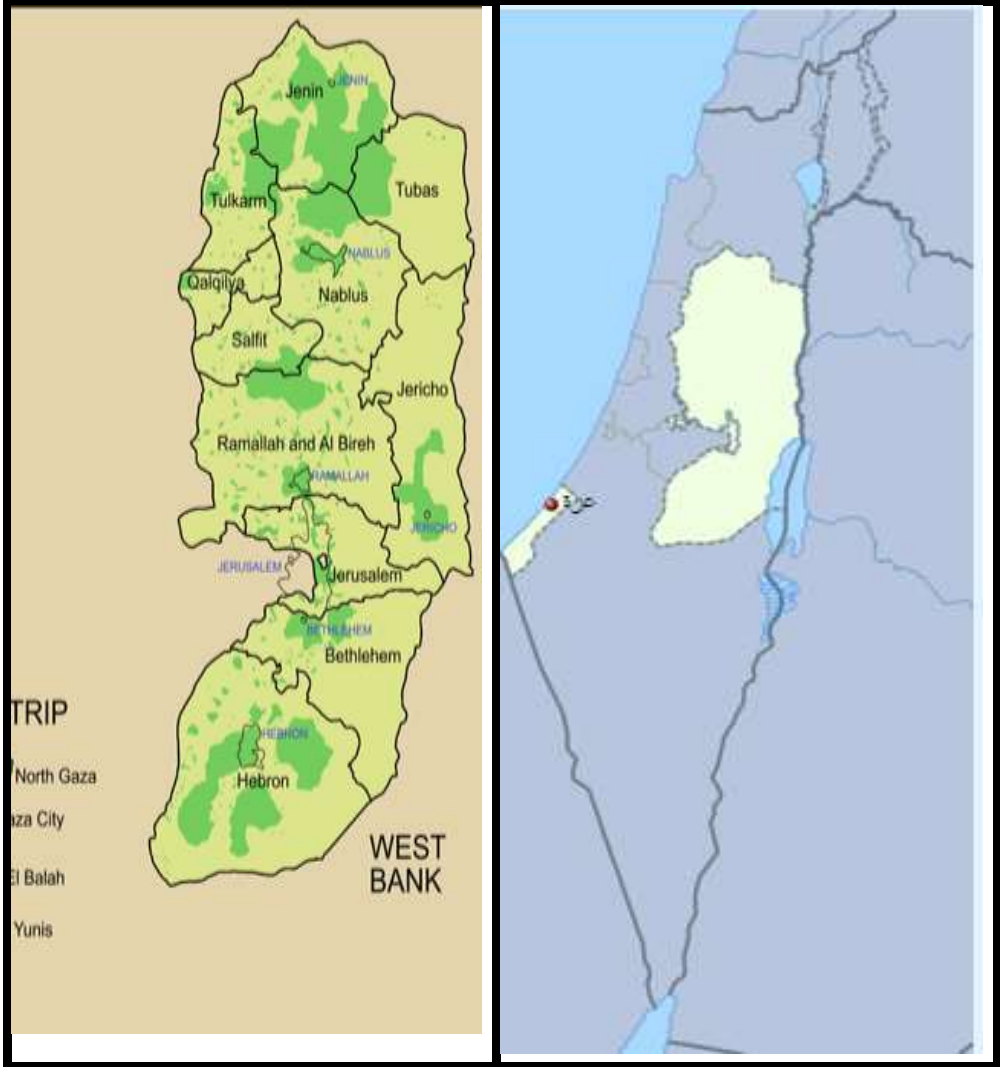 Jenin
JENIN
Tubas
Tulkarm
NABLUS
Qalqilya
Nablus
Salfit
Jericho
Ramallah and Al Bireh
RAMALLAH
JERICHO
JERUSALEM
Jerusalem
BETHLEHEM
Bethlehem
TRIP
HEBRON
North Gaza
Hebron
aza City
WEST
BANK
El Balah
Yunis
غزة